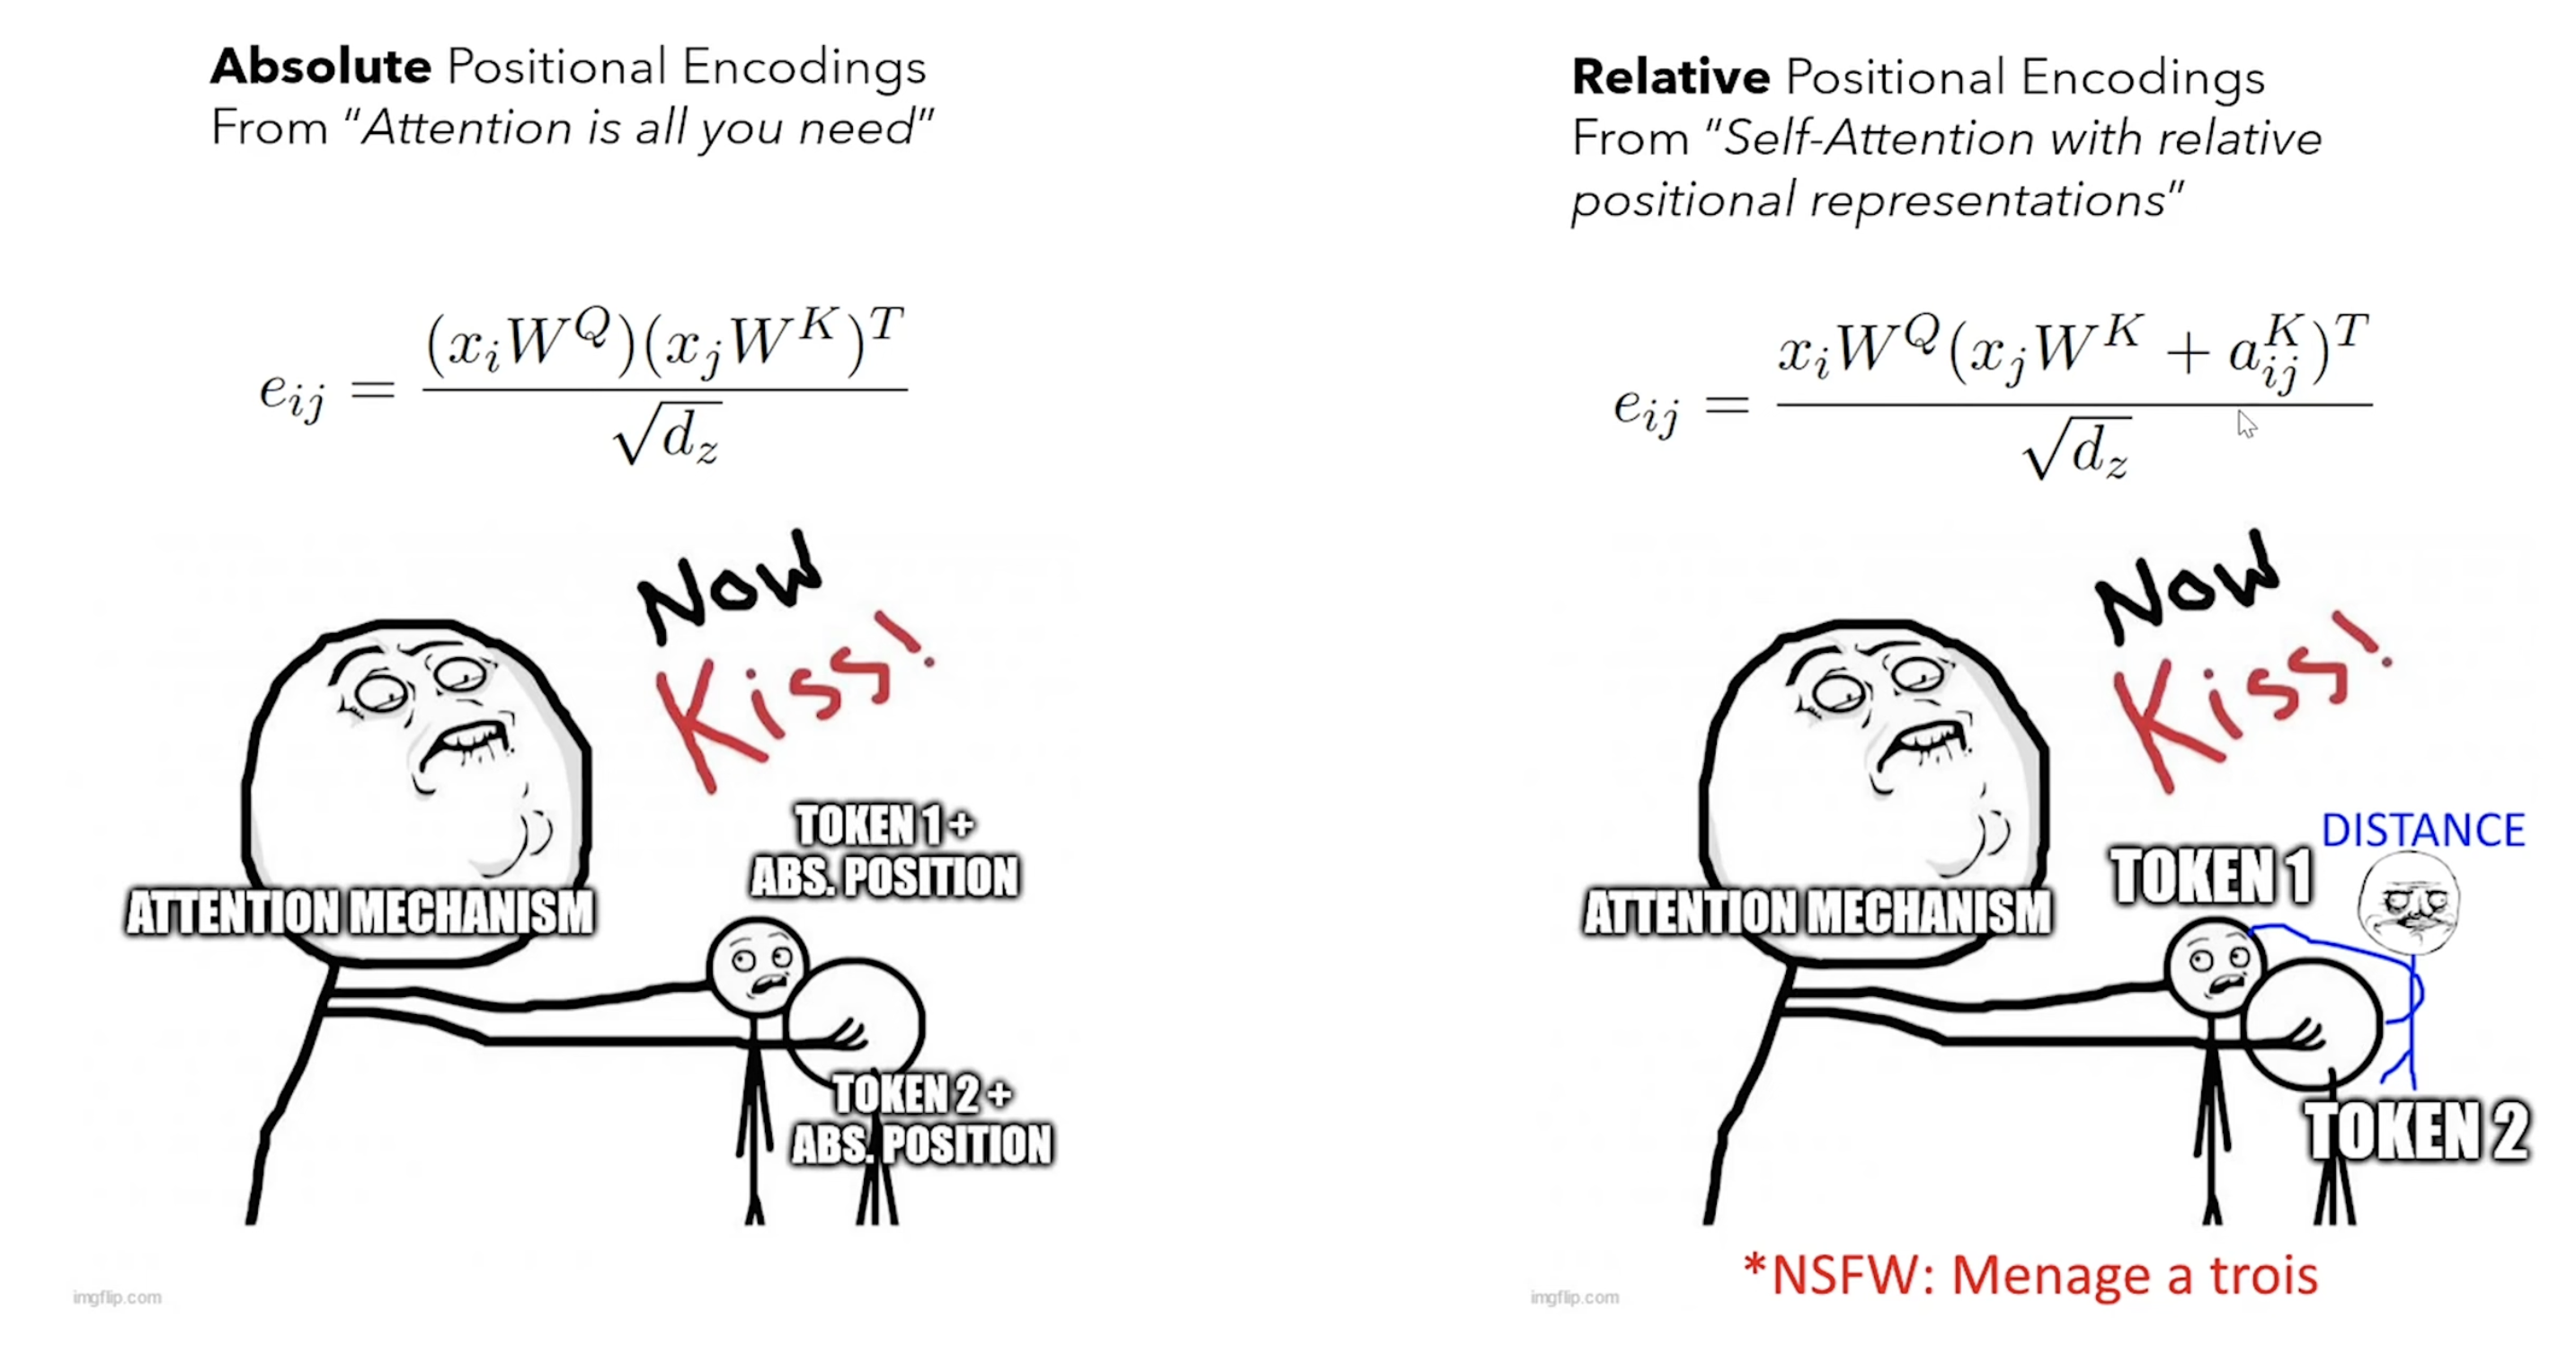 Absolute Positional Encodings
From "Attention is all you need"
e_{ij} = \frac{(x_i W^Q)(x_j W^K)^T}{\sqrt{d_z}}
Now
Kiss!
TOKEN 1 +
ABS. POSITION
ATTENTION MECHANISM
TOKEN 2 +
ABS. POSITION
imgflip.com
Relative Positional Encodings
From "Self-Attention with relative
positional representations"
e_{ij} = \frac{x_i W^Q (x_j W^K + a_{ij}^K)^T}{\sqrt{d_z}}
Now
Kiss!
DISTANCE
TOKEN 1
ATTENTION MECHANISM
TOKEN 2
*NSFW: Menage a trois
imgflip.com